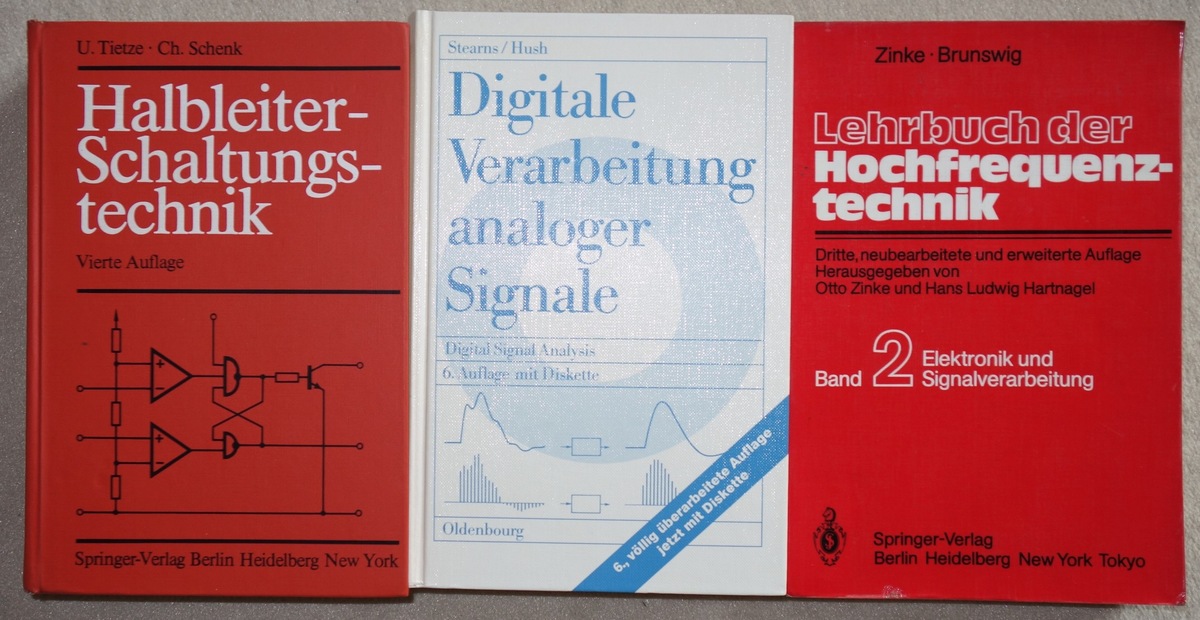 U. Tietze · Ch. Schenk
Halbleiter-
Schaltungs-
technik
Vierte Auflage
+
-
+
-
Springer-Verlag Berlin Heidelberg New York
Stearns/Hush
Digitale
Verarbeitung
analoger
Signale
Digital Signal Analysis
6. Auflage mit Diskette
6., völlig überarbeitete Auflage
jetzt mit Diskette
Oldenbourg
Zinke · Brunswig
Lehrbuch der
Hochfrequenz-
technik
Dritte, neubearbeitete und erweiterte Auflage
Herausgegeben von
Otto Zinke und Hans Ludwig Hartnagel
Band 2 Elektronik und
Signalverarbeitung
Springer-Verlag
Berlin Heidelberg New York Tokyo